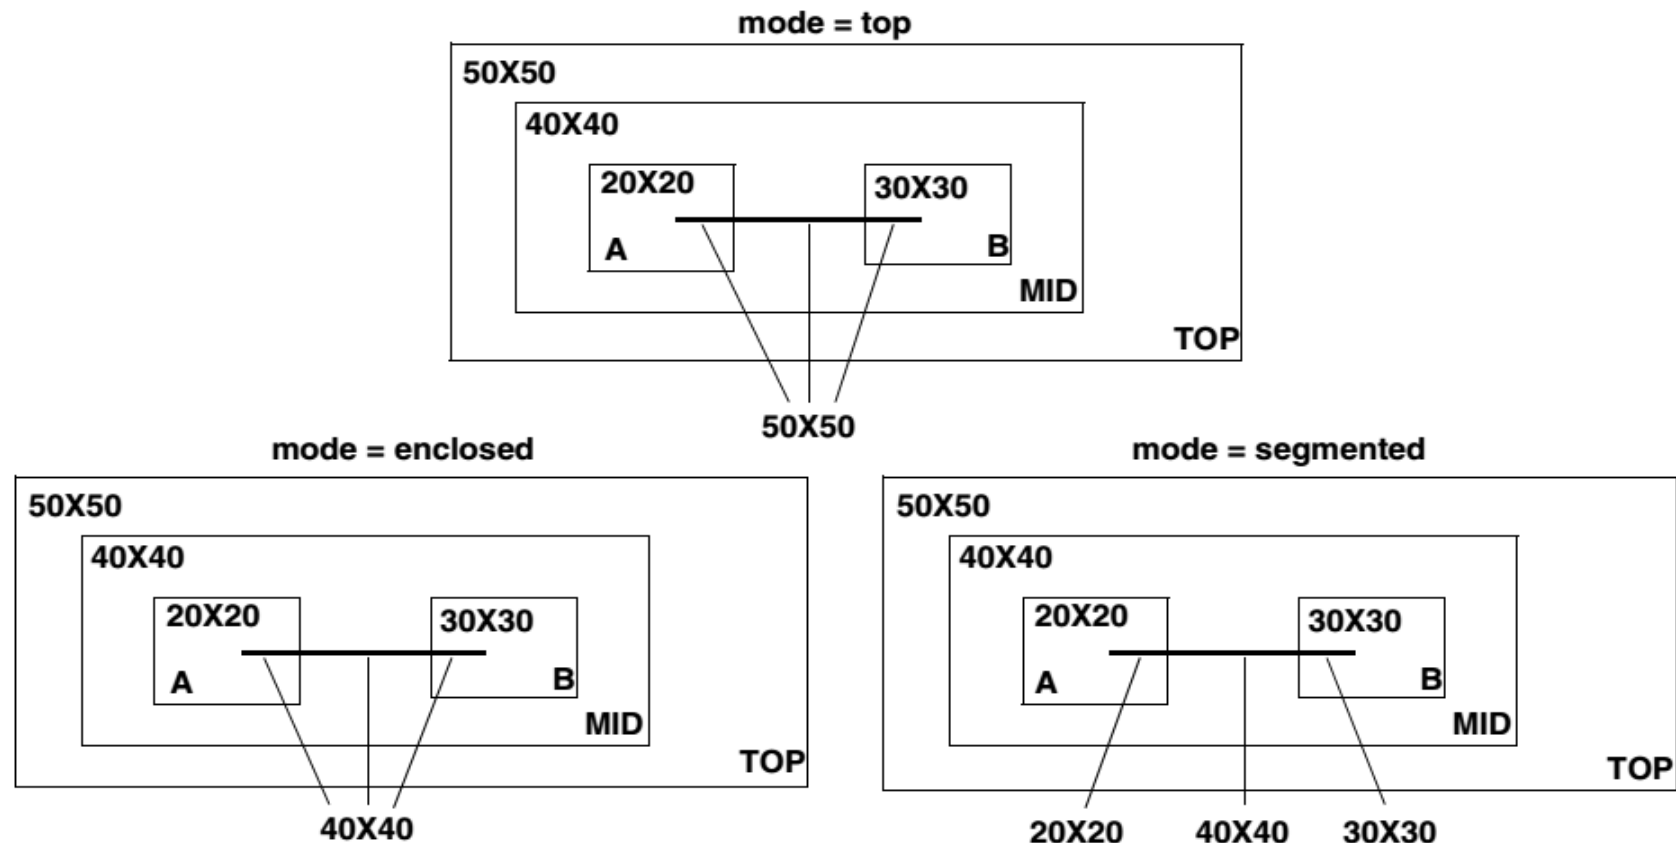 mode = top
50X50
40X40
20X20
30X30
A
B
MID
TOP
50X50
mode = enclosed
50X50
40X40
20X20
30X30
A
B
MID
TOP
40X40
mode = segmented
50X50
40X40
20X20
30X30
A
B
MID
TOP
20X20 40X40 30X30